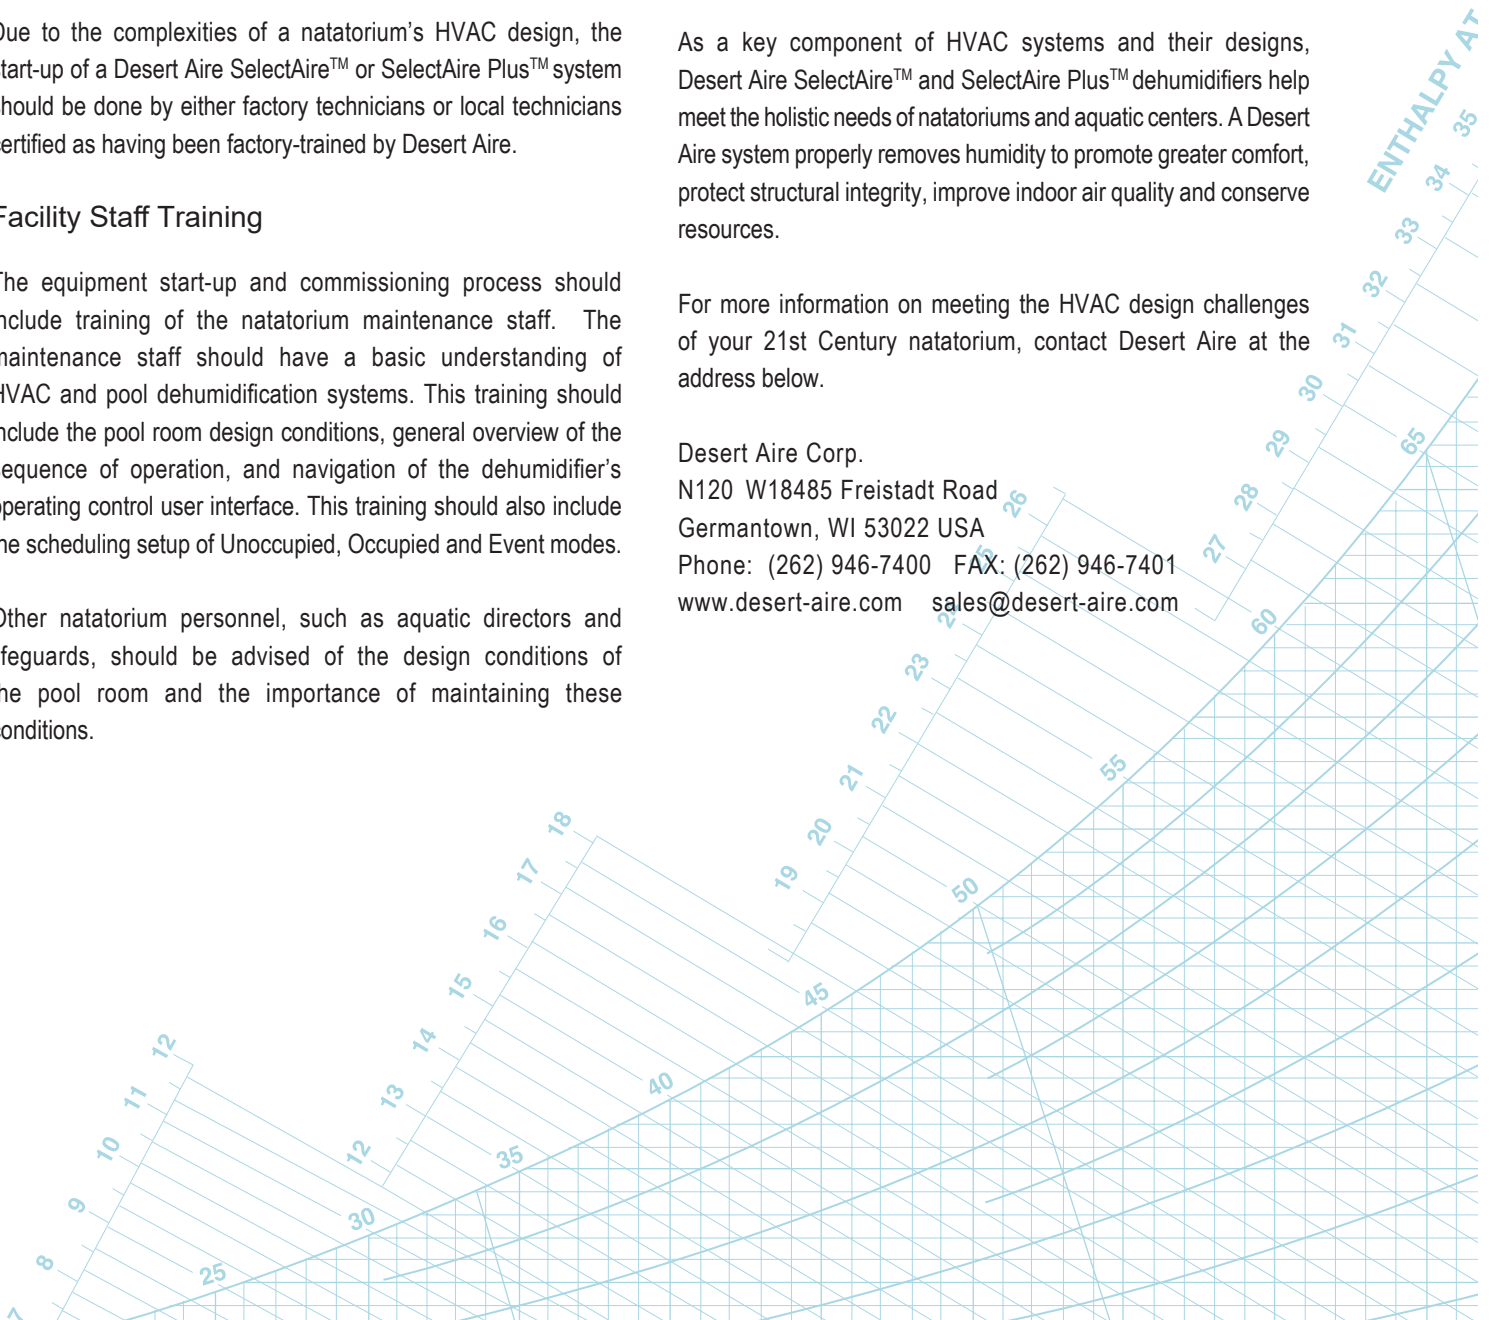 Due to the complexities of a natatorium's HVAC design, the
start-up of a Desert Aire SelectAire™ or SelectAire Plus™ system
should be done by either factory technicians or local technicians
certified as having been factory-trained by Desert Aire.
Facility Staff Training
The equipment start-up and commissioning process should
include training of the natatorium maintenance staff. The
maintenance staff should have a basic understanding of
HVAC and pool dehumidification systems. This training should
include the pool room design conditions, general overview of the
sequence of operation, and navigation of the dehumidifier's
operating control user interface. This training should also include
the scheduling setup of Unoccupied, Occupied and Event modes.
Other natatorium personnel, such as aquatic directors and
ifeguards, should be advised of the design conditions of
the pool room and the importance of maintaining these
conditions.
As a key component of HVAC systems and their designs,
Desert Aire SelectAire™ and SelectAire Plus™ dehumidifiers help
meet the holistic needs of natatoriums and aquatic centers. A Desert
Aire system properly removes humidity to promote greater comfort,
protect structural integrity, improve indoor air quality and conserve
resources.
For more information on meeting the HVAC design challenges
of your 21st Century natatorium, contact Desert Aire at the
address below.
Desert Aire Corp.
N120 W18485 Freistadt Road
Germantown, WI 53022 USA
Phone: (262) 946-7400 FAX: (262) 946-7401
www.desert-aire.com sales@desert-aire.com
ENTHALPY AT
35
34
33
32
31
30
29
28
27
26
25
24
23
22
21
20
19
18
17
16
15
14
13
12
12
11
10
9
8
7
65
60
55
50
45
40
35
30
25